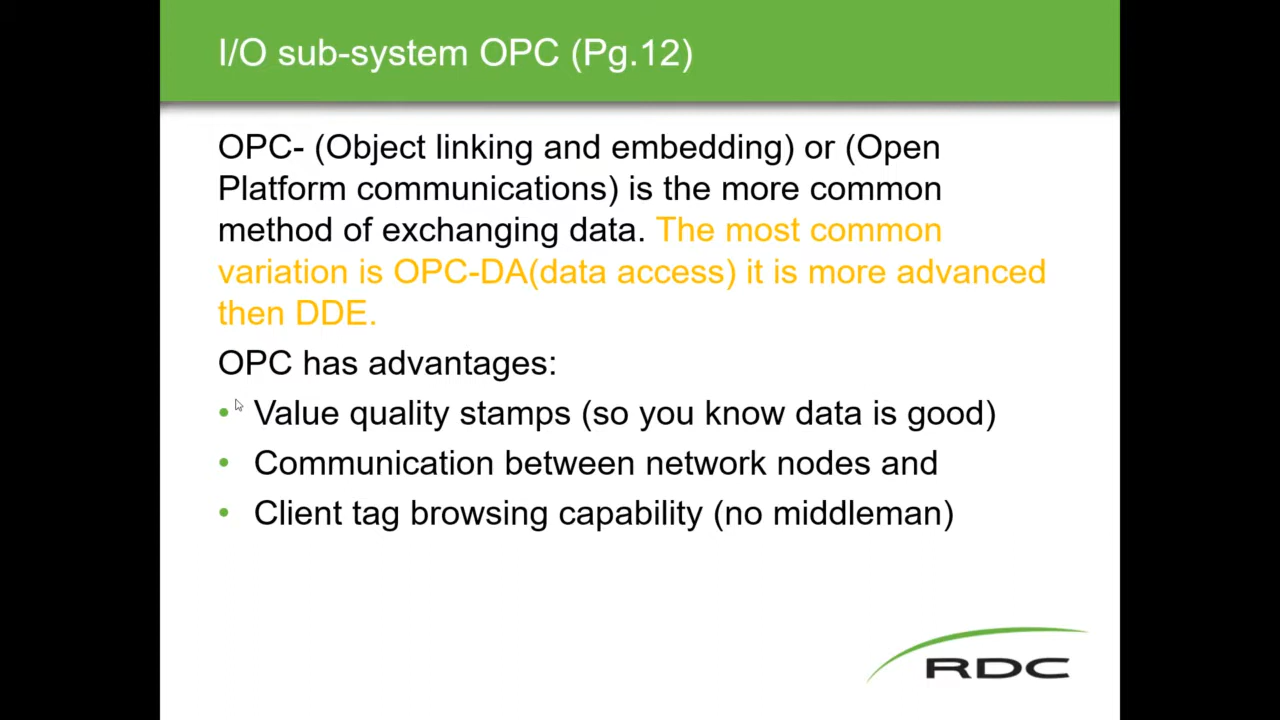 I/O sub-system OPC (Pg.12)
OPC- (Object linking and embedding) or (Open
Platform communications) is the more common
method of exchanging data. The most common
variation is OPC-DA(data access) it is more advanced
then DDE.
OPC has advantages:
• Value quality stamps (so you know data is good)
• Communication between network nodes and
• Client tag browsing capability (no middleman)
RDC